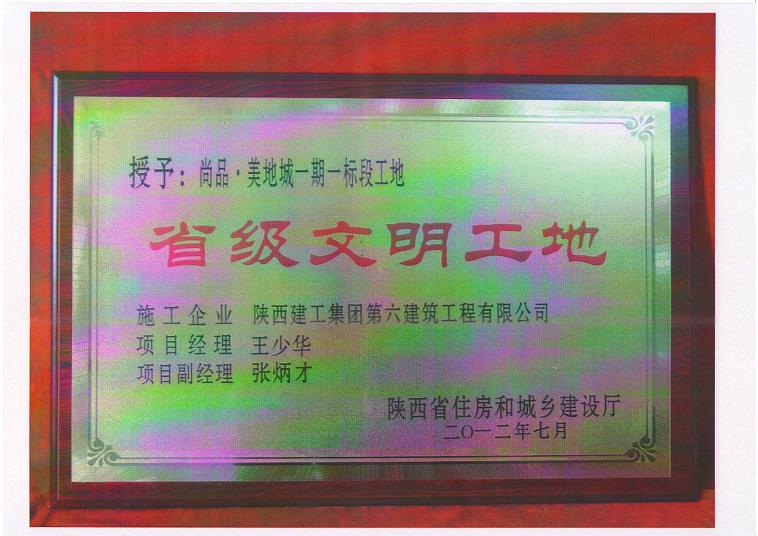 授予：尚品·美地城一期一标段工地
省级文明工地
施工企业 陕西建工集团第六建筑工程有限公司
项目经理 王少华
项目副经理 张炳才
陕西省住房和城乡建设厅
二〇一二年七月